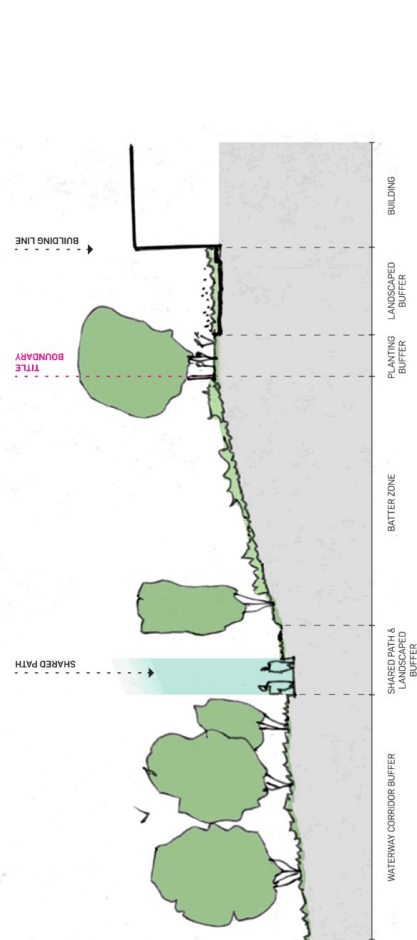 BUILDING LINE
TITLE
BOUNDARY
SHARED PATH
BUILDING
LANDSCAPED
BUFFER
PLANTING
BUFFER
BATTER ZONE
SHARED PATH &
LANDSCAPED
BUFFER
WATERWAY CORRIDOR BUFFER